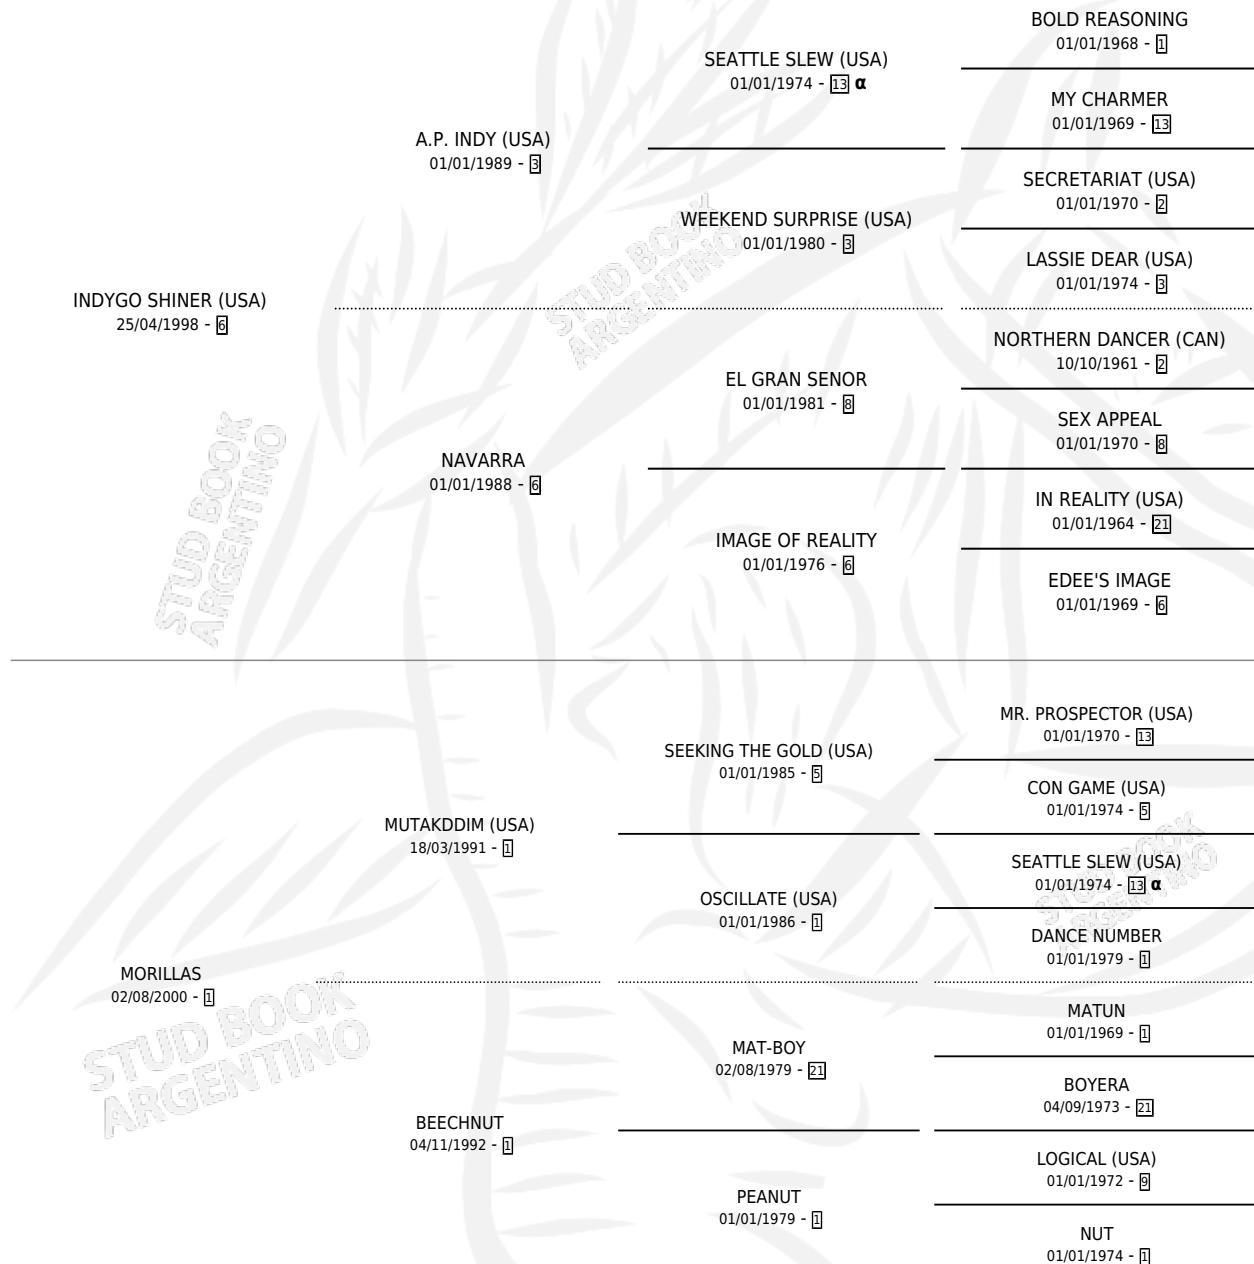 BOLD REASONING
01/01/1968 - 1
SEATTLE SLEW (USA)
01/01/1974 - 13 α
MY CHARMER
01/01/1969 - 13
A.P. INDY (USA)
01/01/1989 - 3
SECRETARIAT (USA)
01/01/1970 - 2
WEEKEND SURPRISE (USA)
01/01/1980 - 3
LASSIE DEAR (USA)
01/01/1974 - 3
INDYGO SHINER (USA)
25/04/1998 - 6
NORTHERN DANCER (CAN)
10/10/1961 - 2
EL GRAN SENOR
01/01/1981 - 8
SEX APPEAL
01/01/1970 - 8
NAVARRA
01/01/1988 - 6
IN REALITY (USA)
01/01/1964 - 21
IMAGE OF REALITY
01/01/1976 - 6
EDEE'S IMAGE
01/01/1969 - 6
MR. PROSPECTOR (USA)
01/01/1970 - 13
SEEKING THE GOLD (USA)
01/01/1985 - 5
CON GAME (USA)
01/01/1974 - 5
MUTAKDDIM (USA)
18/03/1991 - 1
SEATTLE SLEW (USA)
01/01/1974 - 13 α
OSCILLATE (USA)
01/01/1986 - 1
DANCE NUMBER
01/01/1979 - 1
MORILLAS
02/08/2000 - 1
MATUN
01/01/1969 - 1
MAT-BOY
02/08/1979 - 21
BOYERA
04/09/1973 - 21
BEECHNUT
04/11/1992 - 1
LOGICAL (USA)
01/01/1972 - 9
PEANUT
01/01/1979 - 1
NUT
01/01/1974 - 1
STUD BOOK
ARGENTINO
STUD BOOK
ARGENTINO
STUD BOOK
ARGENTINO
STUD BOOK
ARGENTINO